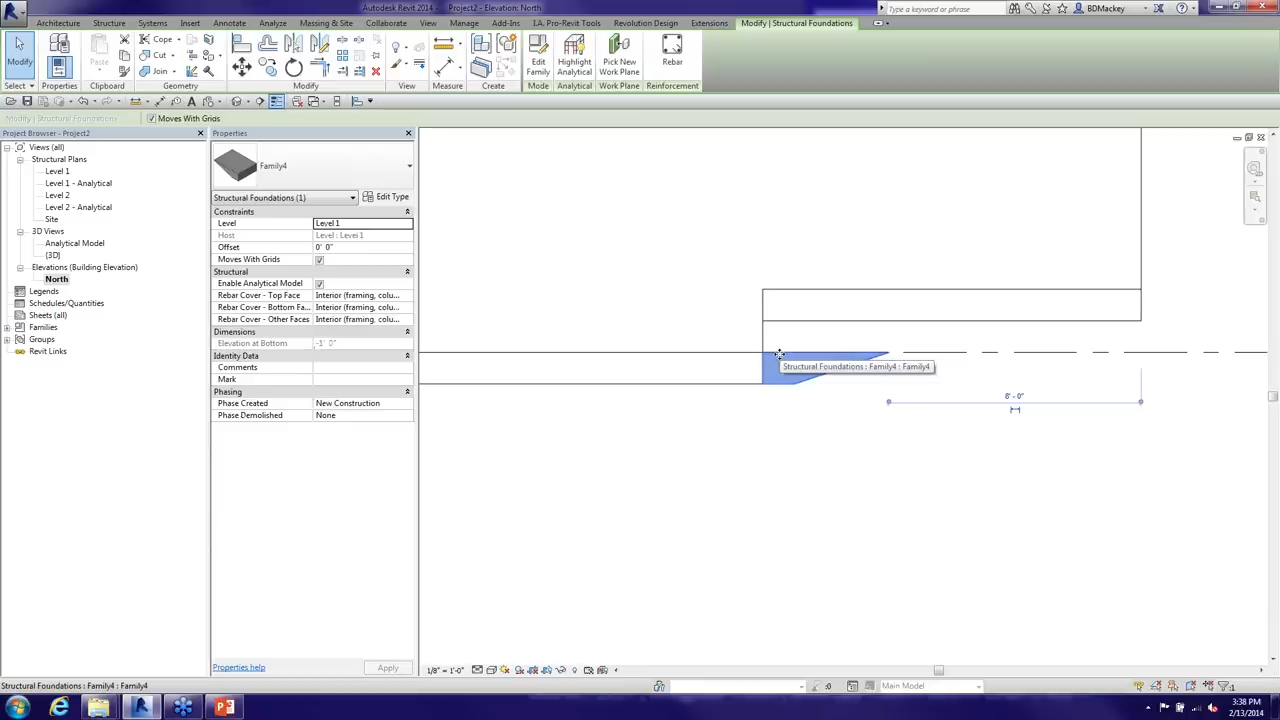 Autodesk Revit 2014 - Project2 - Elevation: North
Type a keyword or phrase
BDMackey
Architecture Structure Systems Insert Annotate Analyze Massing & Site Collaborate View Manage Add-Ins I.A. Pro-Revit Tools Revolution Design Extensions Modify | Structural Foundations
Modify
Paste
Cope
Cut
Join
Edit Family
Highlight Analytical
Pick New Work Plane
Rebar
Select Properties Clipboard Geometry Modify View Measure Create Mode Analytical Work Plane Reinforcement
Modify | Structural Foundations
Moves With Grids
Project Browser - Project2
Views (all)
Structural Plans
Level 1
Level 1 - Analytical
Level 2
Level 2 - Analytical
Site
3D Views
Analytical Model
{3D}
Elevations (Building Elevation)
North
Legends
Schedules/Quantities
Sheets (all)
Families
Groups
Revit Links
Properties
Family4
Structural Foundations (1)
Edit Type
Constraints
Level Level 1
Host Level : Level 1
Offset 0' 0"
Moves With Grids
Structural
Enable Analytical Model
Rebar Cover - Top Face Interior (framing, colu...
Rebar Cover - Bottom Fa... Interior (framing, colu...
Rebar Cover - Other Faces Interior (framing, colu...
Dimensions
Elevation at Bottom -1' 0"
Identity Data
Comments
Mark
Phasing
Phase Created New Construction
Phase Demolished None
Properties help
Apply
Structural Foundations : Family4 : Family4
8' - 0"
1/8" = 1'-0"
Structural Foundations : Family4 : Family4
:0
Main Model
:1
3:38 PM
2/13/2014